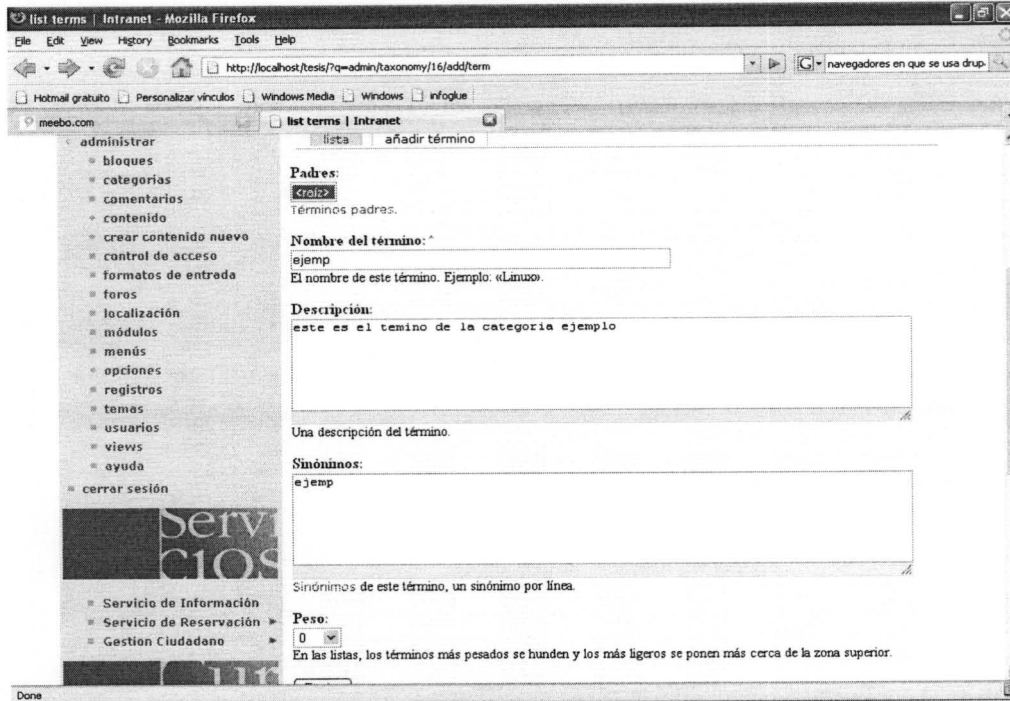 list terms | Intranet - Mozilla Firefox
File Edit View History Bookmarks Tools Help
http://localhost/tesis/?q=admin/taxonomy/16/add/term
G navegadores en que se usa drup
Hotmail gratuito Personalizar vínculos Windows Media Windows infoglue
meebo.com list terms | Intranet
administrar
bloques
categorias
comentarios
contenido
crear contenido nuevo
control de acceso
formatos de entrada
foros
localización
módulos
menús
opciones
registros
temas
usuarios
views
ayuda
cerrar sesión
Servi
cios
Servicio de Información
Servicio de Reservación
Gestion Ciudadano
lista añadir término
Padres:
<raíz>
Términos padres.
Nombre del término: *
ejemp
El nombre de este término. Ejemplo: «Linux».
Descripción:
este es el temino de la categoria ejemplo
Una descripción del término.
Sinónimos:
ejemp
Sinónimos de este término, un sinónimo por línea.
Peso:
0
En las listas, los términos más pesados se hunden y los más ligeros se ponen más cerca de la zona superior.
Done